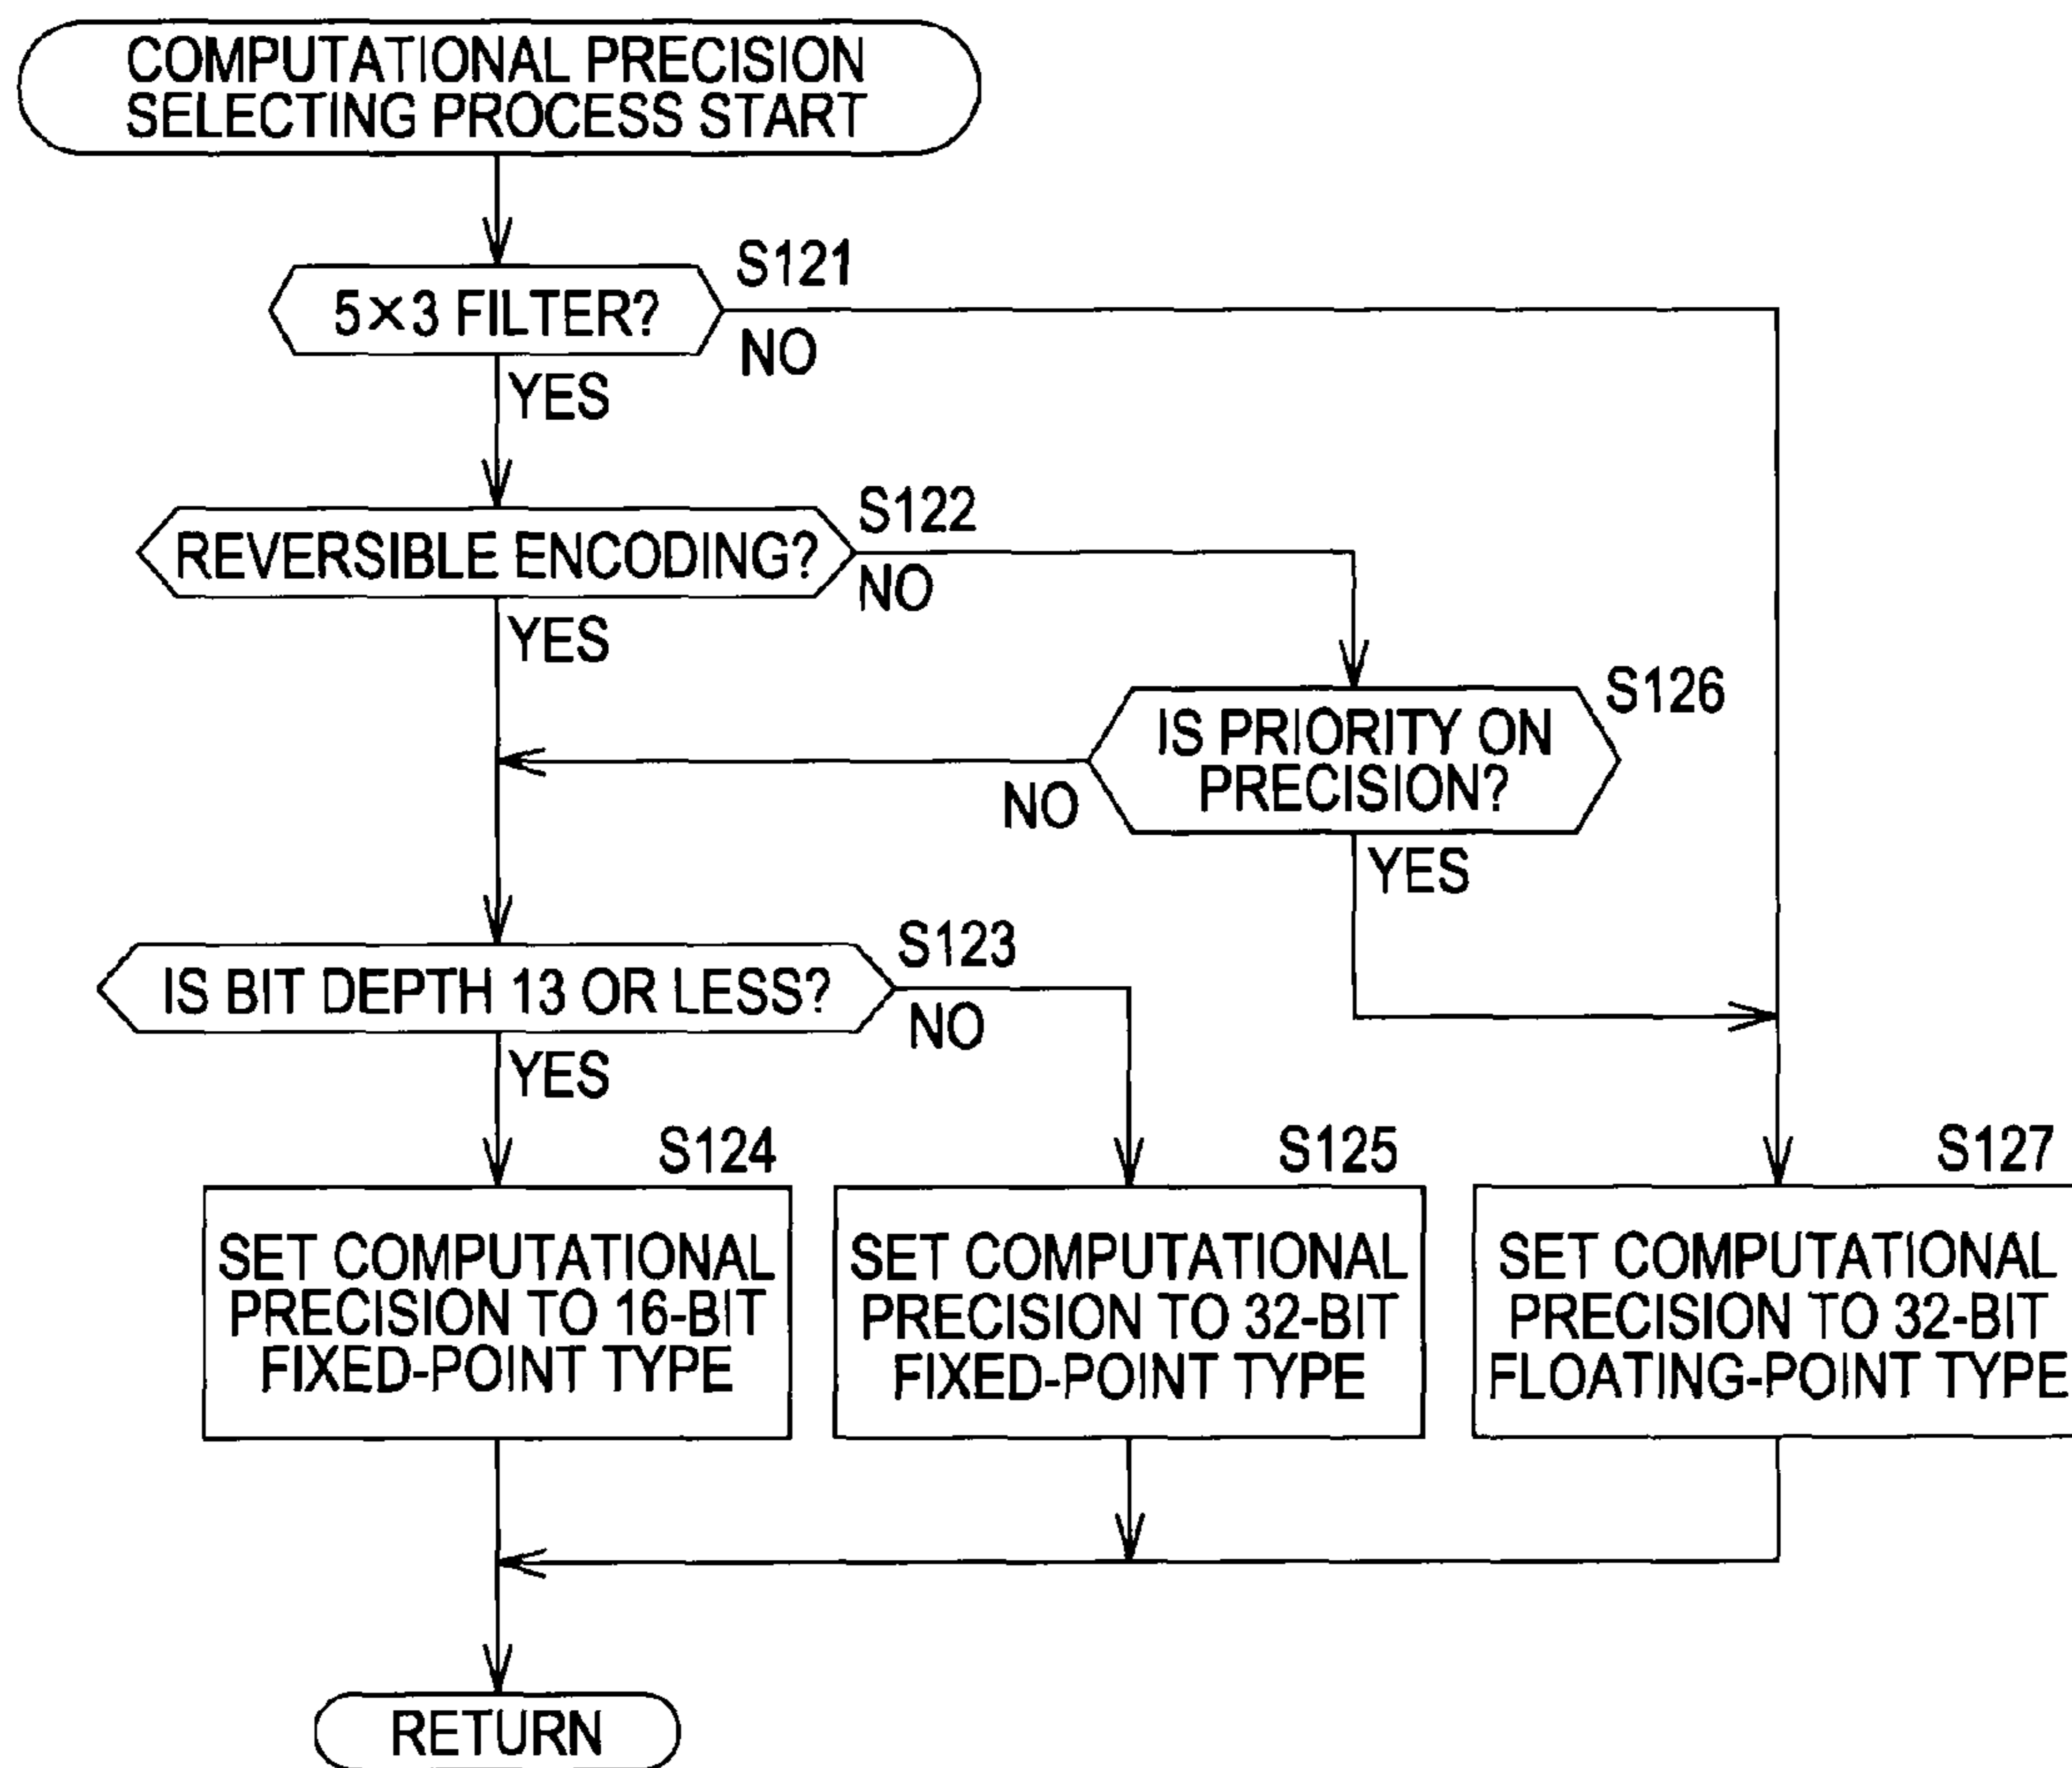 COMPUTATIONAL PRECISION
SELECTING PROCESS START
S121
5×3 FILTER?
NO
YES
S122
REVERSIBLE ENCODING?
NO
YES
S126
IS PRIORITY ON
PRECISION?
NO
YES
S123
IS BIT DEPTH 13 OR LESS?
NO
YES
S124
SET COMPUTATIONAL
PRECISION TO 16-BIT
FIXED-POINT TYPE
S125
SET COMPUTATIONAL
PRECISION TO 32-BIT
FIXED-POINT TYPE
S127
SET COMPUTATIONAL
PRECISION TO 32-BIT
FLOATING-POINT TYPE
RETURN